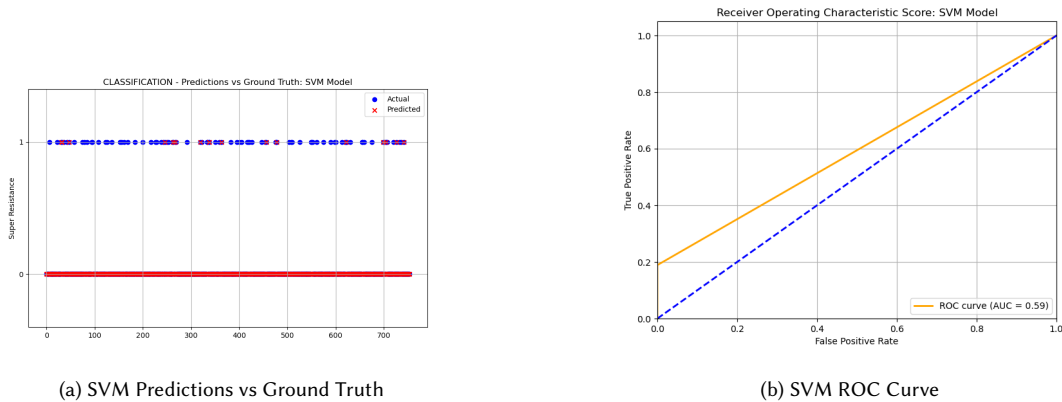 CLASSIFICATION - Predictions vs Ground Truth: SVM Model
Actual
Predicted
Super Resistance
1
0
0 100 200 300 400 500 600 700
(a) SVM Predictions vs Ground Truth
Receiver Operating Characteristic Score: SVM Model
True Positive Rate
1.0
0.8
0.6
0.4
0.2
0.0
ROC curve (AUC = 0.59)
0.0 0.2 0.4 0.6 0.8 1.0
False Positive Rate
(b) SVM ROC Curve